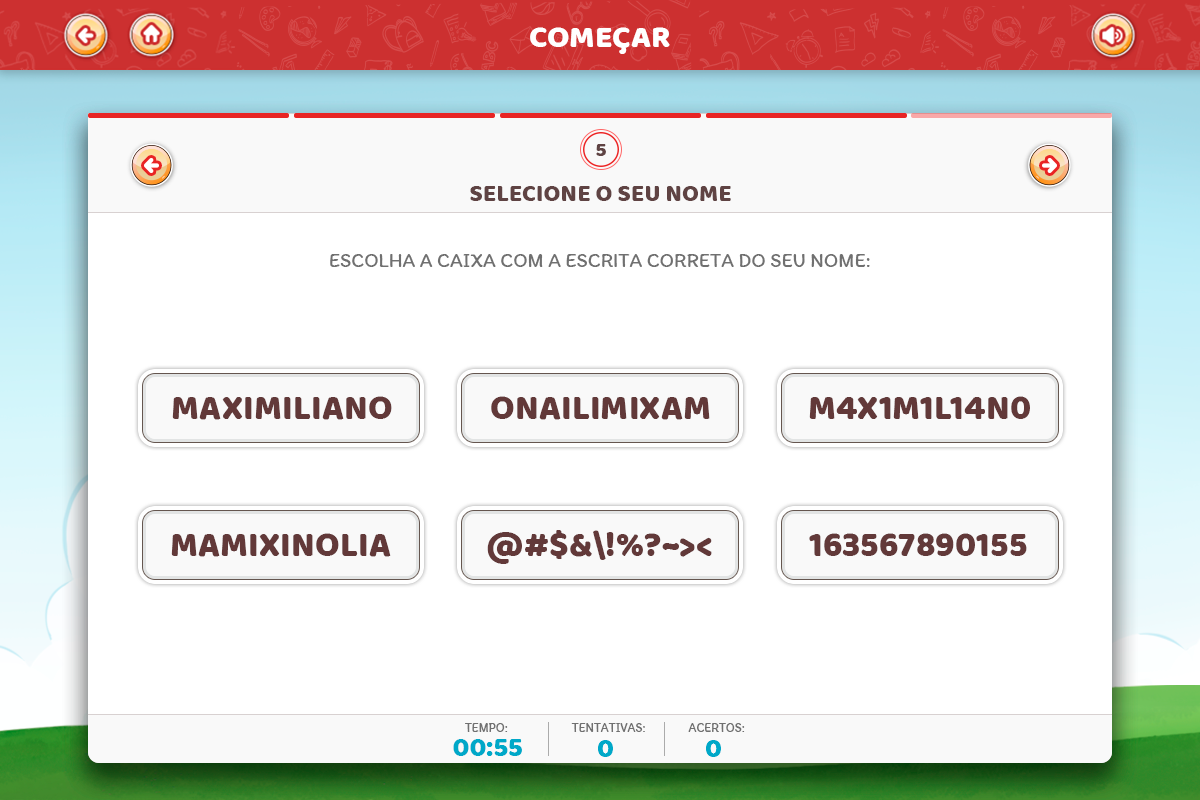 COMEÇAR
5
SELECIONE O SEU NOME
ESCOLHA A CAIXA COM A ESCRITA CORRETA DO SEU NOME:
MAXIMILIANO
ONAILIMIXAM
M4X1M1L14N0
MAMIXINOLIA
@#$&\!%?~><
163567890155
TEMPO:
00:55
TENTATIVAS:
0
ACERTOS:
0